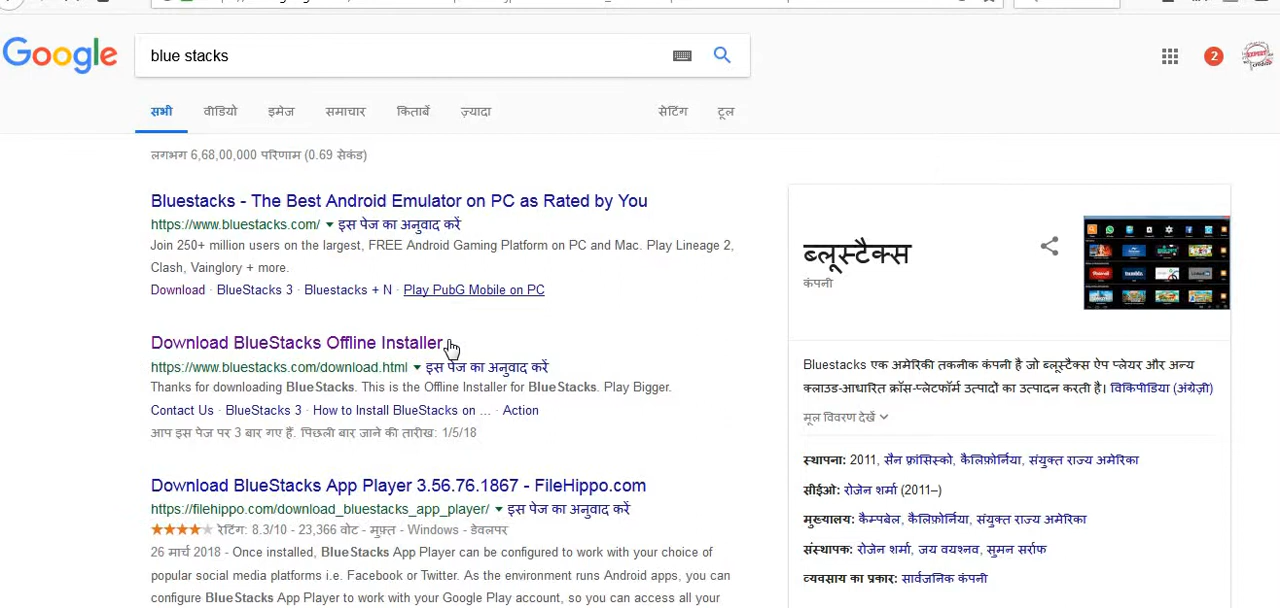 Google
blue stacks
2
सभी वीडियो इमेज समाचार किताबें ज़्यादा सेटिंग टूल
लगभग 6,68,00,000 परिणाम (0.69 सेकंड)
Bluestacks - The Best Android Emulator on PC as Rated by You
https://www.bluestacks.com/ इस पेज का अनुवाद करें
Join 250+ million users on the largest, FREE Android Gaming Platform on PC and Mac. Play Lineage 2,
Clash, Vainglory + more.
Download · BlueStacks 3 · Bluestacks + N · Play PubG Mobile on PC
Download BlueStacks Offline Installer
https://www.bluestacks.com/download.html इस पेज का अनुवाद करें
Thanks for downloading BlueStacks. This is the Offline Installer for BlueStacks. Play Bigger.
Contact Us · BlueStacks 3 · How to Install BlueStacks on ... · Action
आप इस पेज पर 3 बार गए हैं. पिछली बार जाने की तारीख: 1/5/18
Download BlueStacks App Player 3.56.76.1867 - FileHippo.com
https://filehippo.com/download_bluestacks_app_player/ इस पेज का अनुवाद करें
रेटिंग: 8.3/10 - 23,366 वोट - मुफ़्त - Windows - डेवलपर
26 मार्च 2018 - Once installed, BlueStacks App Player can be configured to work with your choice of
popular social media platforms i.e. Facebook or Twitter. As the environment runs Android apps, you can
configure BlueStacks App Player to work with your Google Play account, so you can access all your
ब्लूस्टैक्स
कंपनी
Bluestacks एक अमेरिकी तकनीक कंपनी है जो ब्लूस्टैक्स ऐप प्लेयर और अन्य
क्लाउड-आधारित क्रॉस-प्लेटफॉर्म उत्पादों का उत्पादन करती है। विकिपीडिया (अंग्रेज़ी)
मूल विवरण देखें
स्थापना: 2011, सैन फ़्रांसिस्को, कैलिफ़ोर्निया, संयुक्त राज्य अमेरिका
सीईओ: रोजेन शर्मा (2011–)
मुख्यालय: कैम्पबेल, कैलिफ़ोर्निया, संयुक्त राज्य अमेरिका
संस्थापक: रोजेन शर्मा, जय वयश्नव, सुमन सर्राफ
व्यवसाय का प्रकार: सार्वजनिक कंपनी